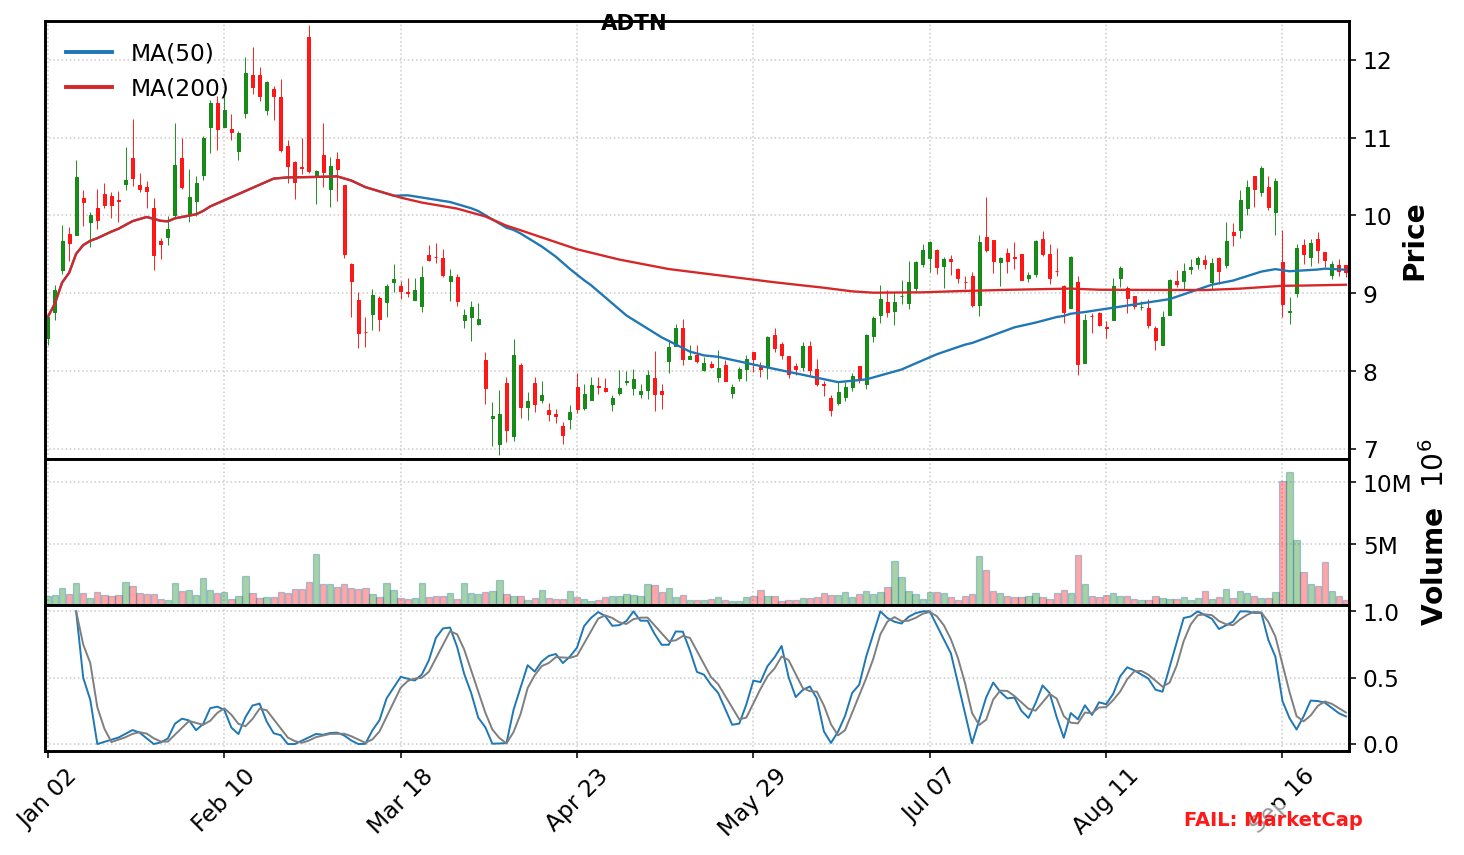 ADTN
MA(50)
MA(200)
12
11
10
9
8
7
Price
10M
5M
Volume 10^6
1.0
0.5
0.0
Jan 02
Feb 10
Mar 18
Apr 23
May 29
Jul 07
Aug 11
Sep 16
FAIL: MarketCap